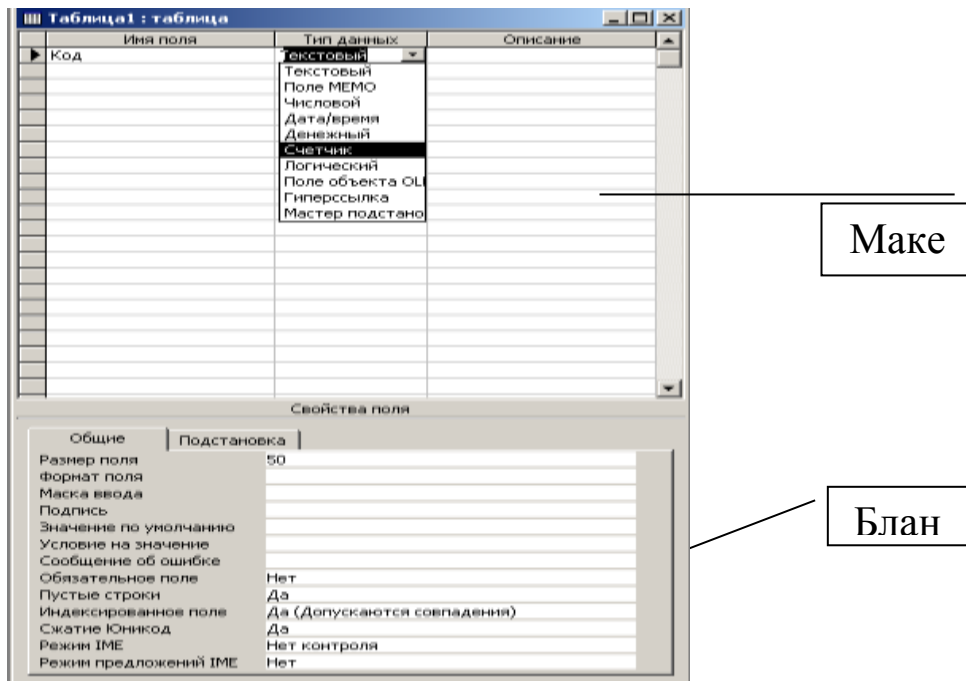 Таблица1 : таблица
Имя поля Тип данных Описание
Код Текстовый
Текстовый
Поле MEMO
Числовой
Дата/время
Денежный
Счетчик
Логический
Поле объекта OLI
Гиперссылка
Мастер подстано
Маке
Свойства поля
Общие Подстановка
Размер поля 50
Формат поля
Маска ввода
Подпись
Значение по умолчанию
Условие на значение
Сообщение об ошибке
Обязательное поле Нет
Пустые строки Да
Индексированное поле Да (Допускаются совпадения)
Сжатие Юникод Да
Режим IME Нет контроля
Режим предложений IME Нет
Блан